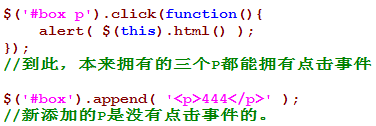 $('#box p').click(function(){
    alert( $(this).html() );
});
//到此，本来拥有的三个P都能拥有点击事件
$('#box').append( '<p>444</p>' );
//新添加的P是没有点击事件的。